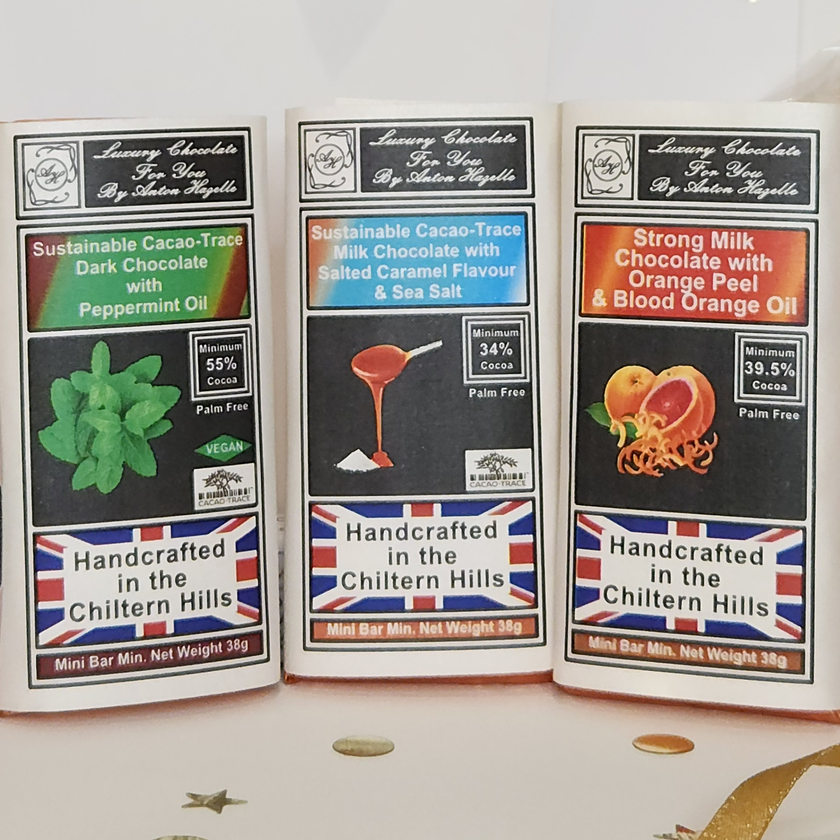 AH
Luxury Chocolate
For You
By Anton Hazelle
Sustainable Cacao-Trace
Dark Chocolate
with
Peppermint Oil
Minimum
55%
Cocoa
Palm Free
VEGAN
CACAO-TRACE
Handcrafted
in the
Chiltern Hills
Mini Bar Min. Net Weight 38g
AH
Luxury Chocolate
For You
By Anton Hazelle
Sustainable Cacao-Trace
Milk Chocolate with
Salted Caramel Flavour
& Sea Salt
Minimum
34%
Cocoa
Palm Free
CACAO-TRACE
Handcrafted
in the
Chiltern Hills
Mini Bar Min. Net Weight 38g
AH
Luxury Chocolate
For You
By Anton Hazelle
Strong Milk
Chocolate with
Orange Peel
& Blood Orange Oil
Minimum
39.5%
Cocoa
Palm Free
Handcrafted
in the
Chiltern Hills
Mini Bar Min. Net Weight 38g